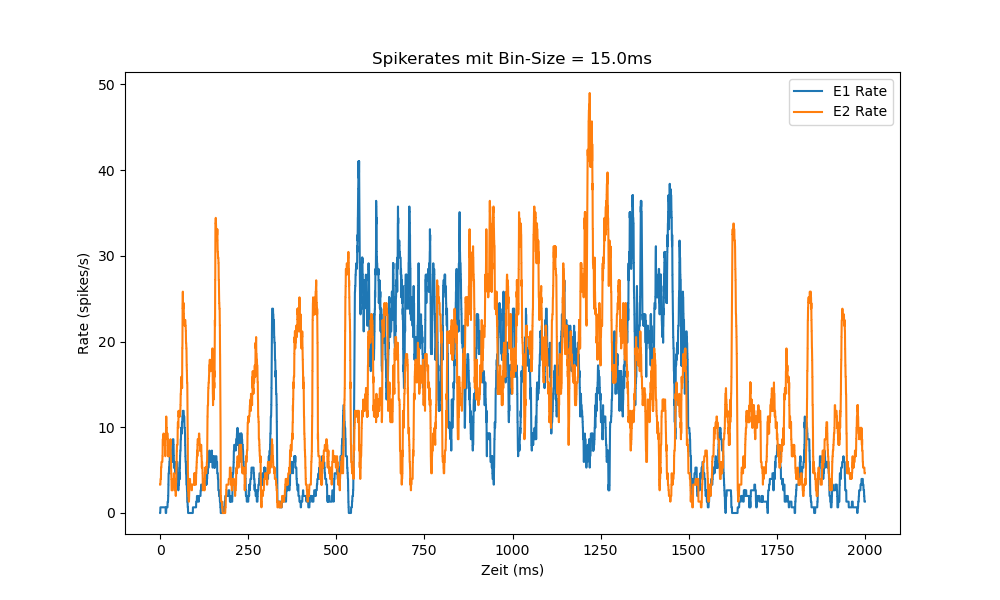 Spikerates mit Bin-Size = 15.0ms
E1 Rate
E2 Rate
Rate (spikes/s)
50
40
30
20
10
0
0 250 500 750 1000 1250 1500 1750 2000
Zeit (ms)